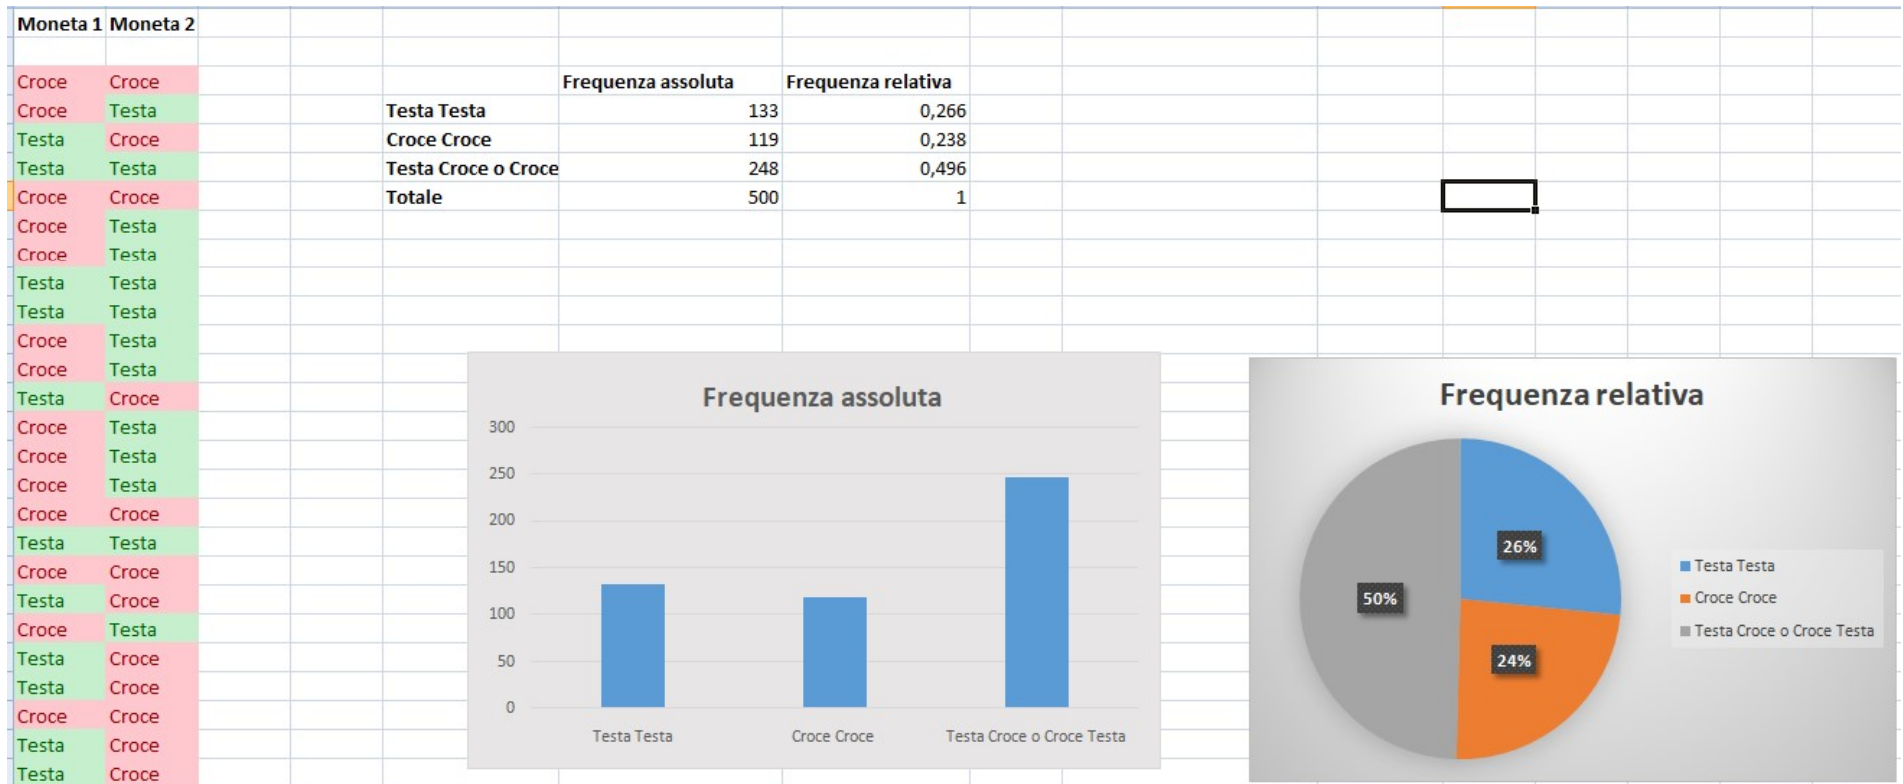 Moneta 1 Moneta 2
Croce Croce Frequenza assoluta Frequenza relativa
Croce Testa Testa Testa 133 0,266
Testa Croce Croce Croce 119 0,238
Testa Testa Testa Croce o Croce 248 0,496
Croce Croce Totale 500 1
Croce Testa
Croce Testa
Testa Testa
Testa Testa
Croce Testa
Croce Testa
Testa Croce
Croce Testa
Croce Testa
Croce Testa
Croce Croce
Testa Testa
Croce Croce
Testa Croce
Croce Testa
Testa Croce
Testa Croce
Croce Croce
Testa Croce
Testa Croce
Frequenza assoluta
300
250
200
150
100
50
0
Testa Testa Croce Croce Testa Croce o Croce Testa
Frequenza relativa
26%
50%
24%
Testa Testa
Croce Croce
Testa Croce o Croce Testa